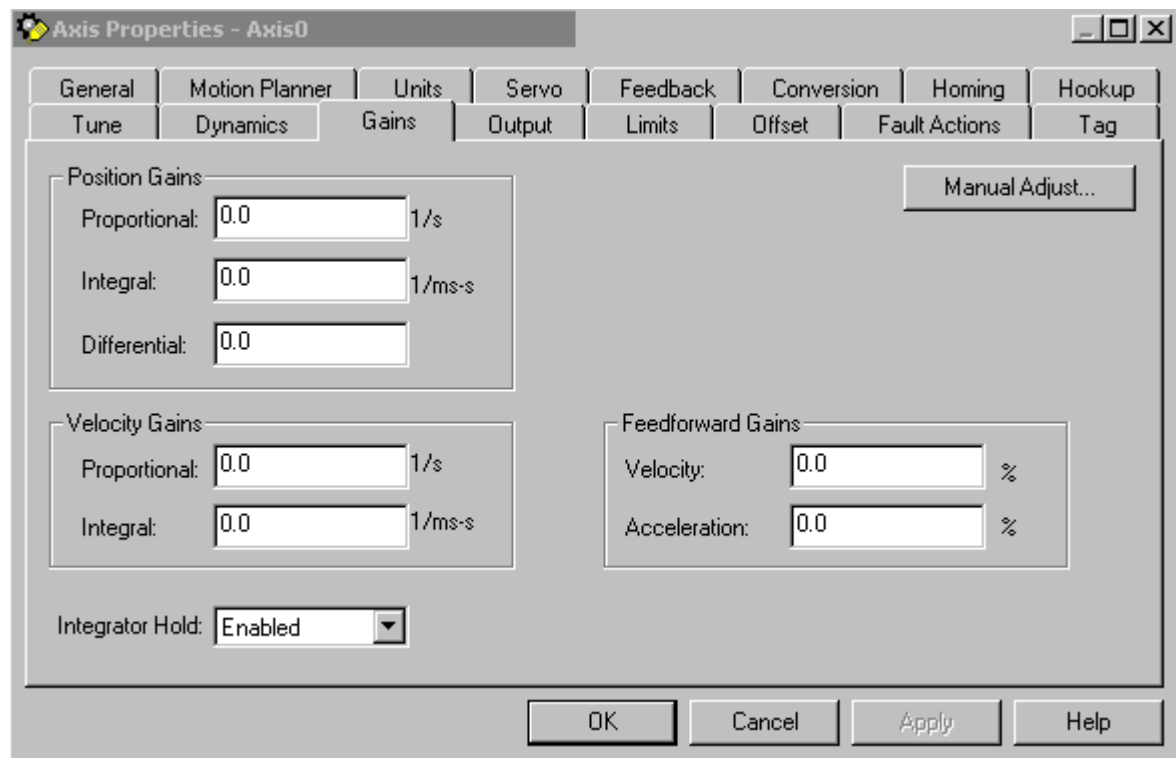 Axis Properties - Axis0
General Motion Planner Units Servo Feedback Conversion Homing Hookup
Tune Dynamics Gains Output Limits Offset Fault Actions Tag
Position Gains
Manual Adjust...
Proportional: 0.0 1/s
Integral: 0.0 1/ms-s
Differential: 0.0
Velocity Gains
Proportional: 0.0 1/s
Integral: 0.0 1/ms-s
Feedforward Gains
Velocity: 0.0 %
Acceleration: 0.0 %
Integrator Hold: Enabled
OK Cancel Apply Help